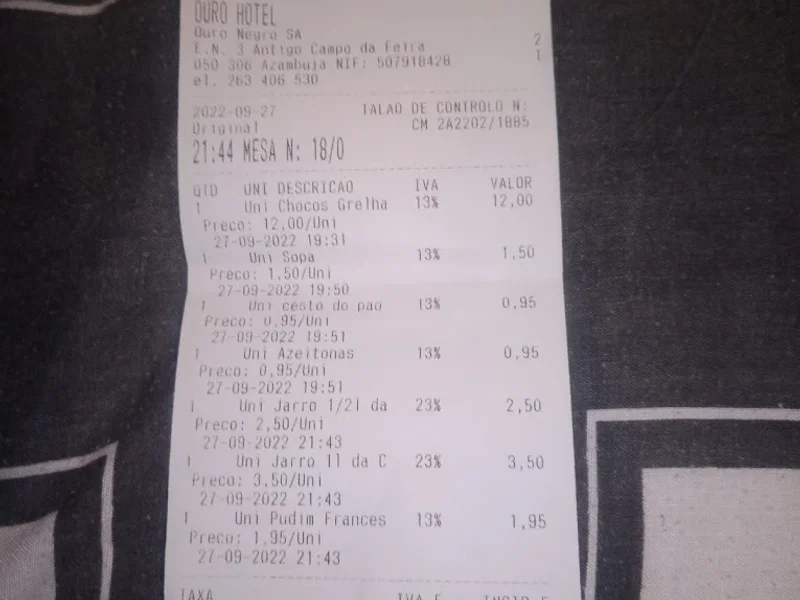 OURO HOTEL
Ouro Negro SA
E.N. 3 Antigo Campo da Feira 2
050 306 Azambuja NIF: 507918428 1
el. 263 406 530
2022-09-27 TALAO DE CONTROLO N:
Original CM 2A2202/1885
21:44 MESA N: 18/0
QTD UNI DESCRICAO IVA VALOR
1 Uni Chocos Grelha 13% 12,00
Preco: 12,00/Uni
27-09-2022 19:31
1 Uni Sopa 13% 1,50
Preco: 1,50/Uni
27-09-2022 19:50
1 Uni cesto do pao 13% 0,95
Preco: 0,95/Uni
27-09-2022 19:51
1 Uni Azeitonas 13% 0,95
Preco: 0,95/Uni
27-09-2022 19:51
1 Uni Jarro 1/2l da 23% 2,50
Preco: 2,50/Uni
27-09-2022 21:43
1 Uni Jarro 1l da C 23% 3,50
Preco: 3,50/Uni
27-09-2022 21:43
1 Uni Pudim Frances 13% 1,95
Preco: 1,95/Uni
27-09-2022 21:43
TAXA